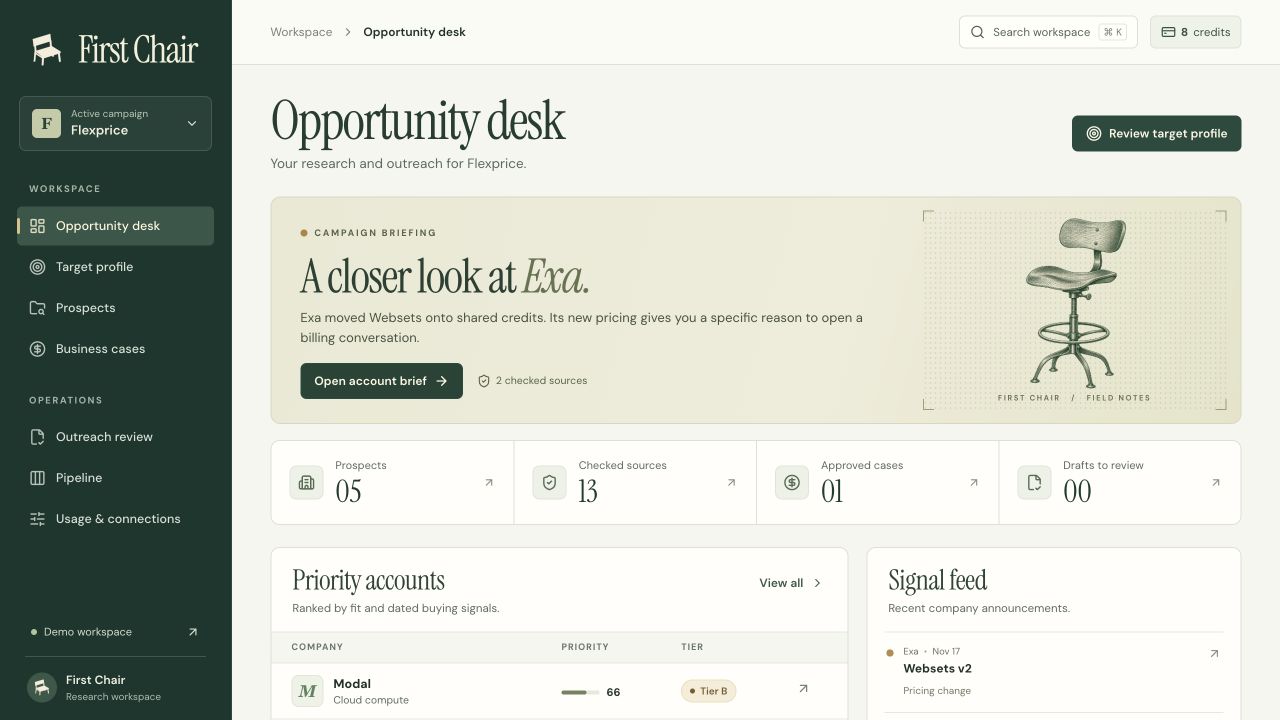 First Chair
Active campaign
F
Flexprice
WORKSPACE
Opportunity desk
Target profile
Prospects
Business cases
OPERATIONS
Outreach review
Pipeline
Usage & connections
Demo workspace
First Chair
Research workspace
Workspace
Opportunity desk
Search workspace
⌘ K
8 credits
Opportunity desk
Your research and outreach for Flexprice.
Review target profile
CAMPAIGN BRIEFING
A closer look at Exa.
Exa moved Websets onto shared credits. Its new pricing gives you a specific reason to open a
billing conversation.
Open account brief
2 checked sources
FIRST CHAIR / FIELD NOTES
Prospects
05
Checked sources
13
Approved cases
01
Drafts to review
00
Priority accounts
Ranked by fit and dated buying signals.
View all
COMPANY PRIORITY TIER
M
Modal
Cloud compute
66
Tier B
Signal feed
Recent company announcements.
Exa • Nov 17
Websets v2
Pricing change